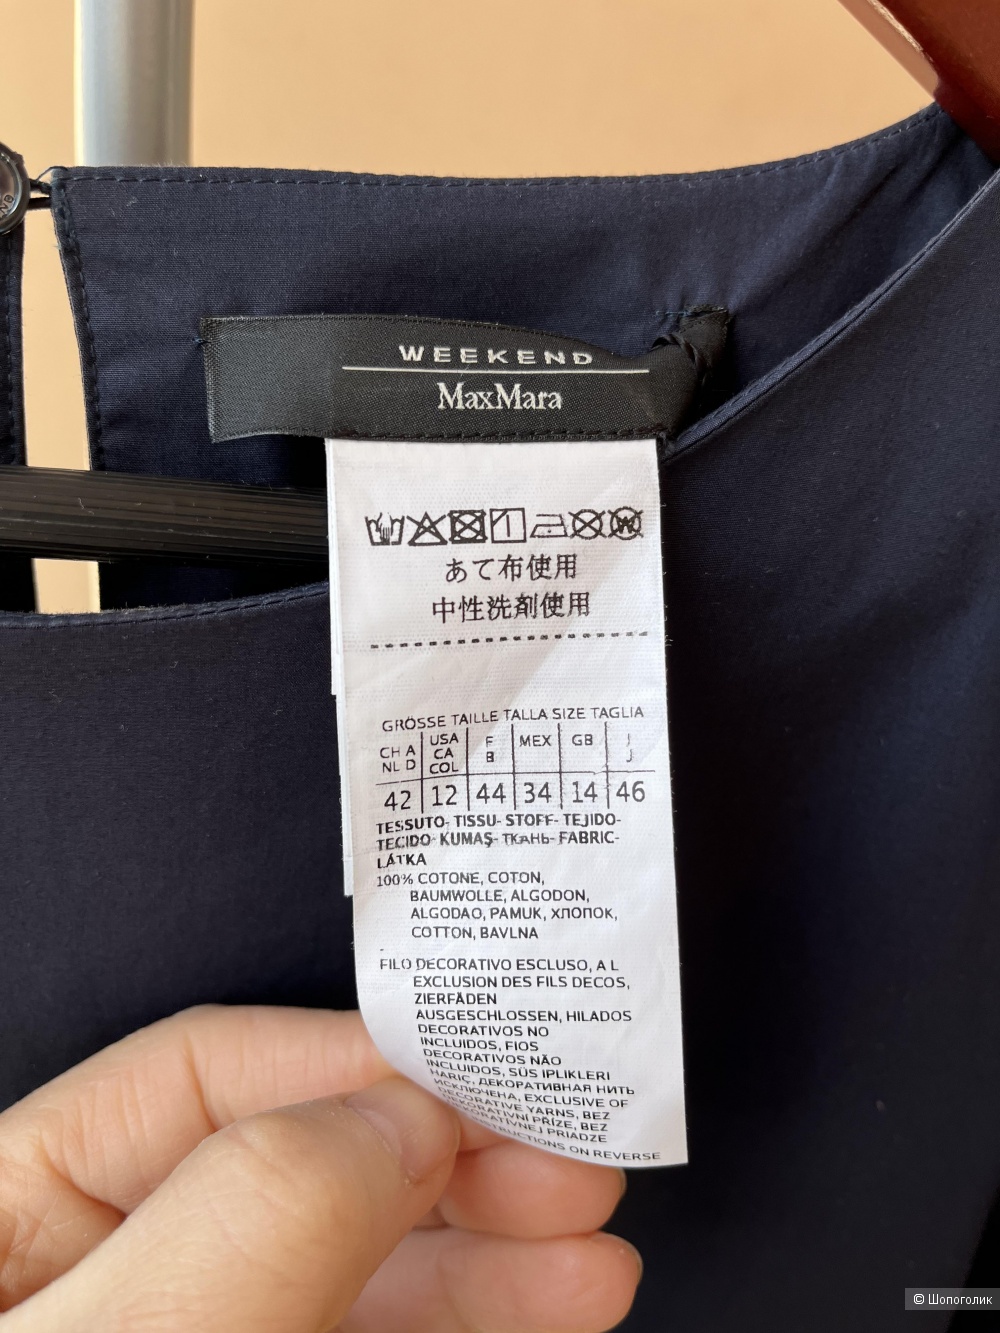 WEEKEND
MaxMara
あて布使用
中性洗剤使用
GRÖSSE TAILLE TALLA SIZE TAGLIA
CH A NL D USA CA COL F B MEX GB I J
42 12 44 34 14 46
TESSUTO- TISSU- STOFF- TEJIDO-
TECIDO- KUMAŞ- ТКАНЬ- FABRIC-
LÁTKA
100% COTONE, COTON,
BAUMWOLLE, ALGODON,
ALGODAO, PAMUK, ХЛОПОК,
COTTON, BAVLNA
FILO DECORATIVO ESCLUSO, A L
EXCLUSION DES FILS DECOS,
ZIERFÄDEN
AUSGESCHLOSSEN, HILADOS
DECORATIVOS NO
INCLUIDOS, FIOS
DECORATIVOS NÃO
INCLUIDOS, SÜS IPLIKLERI
HARIÇ, ДЕКОРАТИВНАЯ НИТЬ
ИСКЛЮЧЕНА, EXCLUSIVE OF
DECORATIVE YARNS, BEZ
DEKORATIVNÍ PŘÍZE, BEZ
PRIADZE
ON REVERSE
© Шопоголик